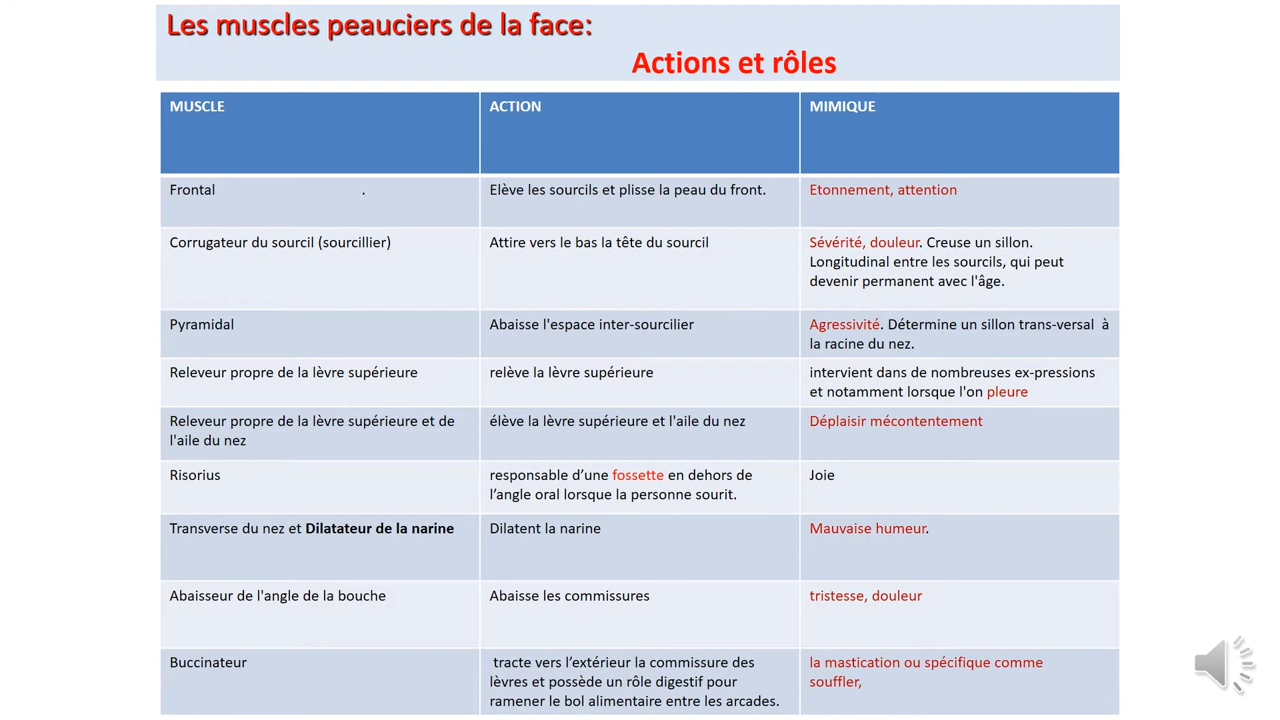 Les muscles peauciers de la face:
Actions et rôles
MUSCLE
ACTION
MIMIQUE
Frontal .
Elève les sourcils et plisse la peau du front.
Etonnement, attention
Corrugateur du sourcil (sourcillier)
Attire vers le bas la tête du sourcil
Sévérité, douleur. Creuse un sillon.
Longitudinal entre les sourcils, qui peut
devenir permanent avec l'âge.
Pyramidal
Abaisse l'espace inter-sourcilier
Agressivité. Détermine un sillon trans-versal à
la racine du nez.
Releveur propre de la lèvre supérieure
relève la lèvre supérieure
intervient dans de nombreuses ex-pressions
et notamment lorsque l'on pleure
Releveur propre de la lèvre supérieure et de
l'aile du nez
élève la lèvre supérieure et l'aile du nez
Déplaisir mécontentement
Risorius
responsable d’une fossette en dehors de
l’angle oral lorsque la personne sourit.
Joie
Transverse du nez et Dilatateur de la narine
Dilatent la narine
Mauvaise humeur.
Abaisseur de l'angle de la bouche
Abaisse les commissures
tristesse, douleur
Buccinateur
tracte vers l’extérieur la commissure des
lèvres et possède un rôle digestif pour
ramener le bol alimentaire entre les arcades.
la mastication ou spécifique comme
souffler,